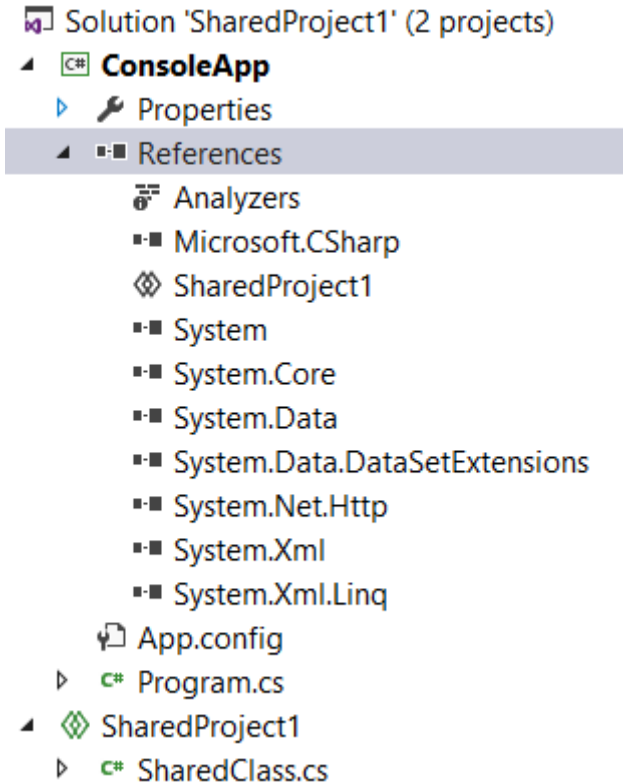 Solution 'SharedProject1' (2 projects)
C# ConsoleApp
Properties
References
Analyzers
Microsoft.CSharp
SharedProject1
System
System.Core
System.Data
System.Data.DataSetExtensions
System.Net.Http
System.Xml
System.Xml.Linq
App.config
C# Program.cs
SharedProject1
C# SharedClass.cs